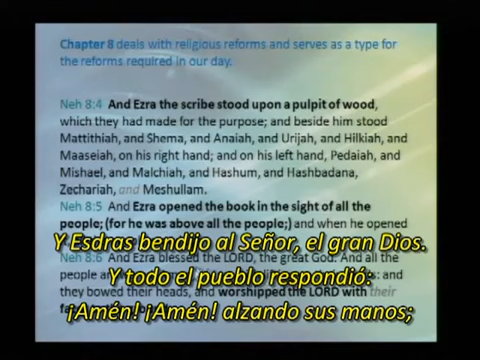 Chapter 8 deals with religious reforms and serves as a type for
the reforms required in our day.
Neh 8:4 And Ezra the scribe stood upon a pulpit of wood,
which they had made for the purpose; and beside him stood
Mattithiah, and Shema, and Anaiah, and Urijah, and Hilkiah, and
Maaseiah, on his right hand; and on his left hand, Pedaiah, and
Mishael, and Malchiah, and Hashum, and Hashbadana,
Zechariah, and Meshullam.
Neh 8:5 And Ezra opened the book in the sight of all the
people; (for he was above all the people;) and when he opened
Y Esdras bendijo al Señor, el gran Dios.
Neh 8:6 And Ezra blessed the LORD, the great God. And all the
Y todo el pueblo respondió:
people and
they bowed their heads, and worshipped the LORD with their
¡Amén! ¡Amén! alzando sus manos;